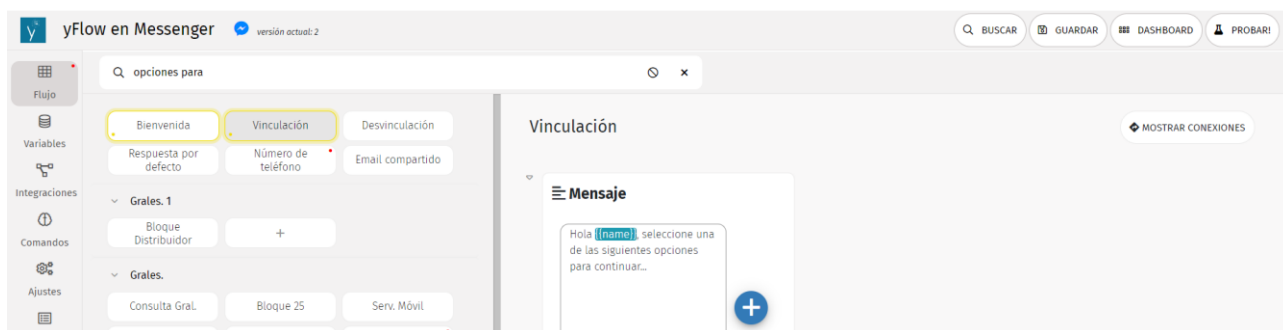 yFlow en Messenger
versión actual: 2
BUSCAR
GUARDAR
DASHBOARD
PROBAR!
Flujo
Variables
Integraciones
Comandos
Ajustes
opciones para
Bienvenida
Vinculación
Desvinculación
Respuesta por
defecto
Número de
teléfono
Email compartido
Grales. 1
Bloque
Distribuidor
+
Grales.
Consulta Gral.
Bloque 25
Serv. Móvil
Vinculación
MOSTRAR CONEXIONES
Mensaje
Hola {{name}}, seleccione una
de las siguientes opciones
para continuar...